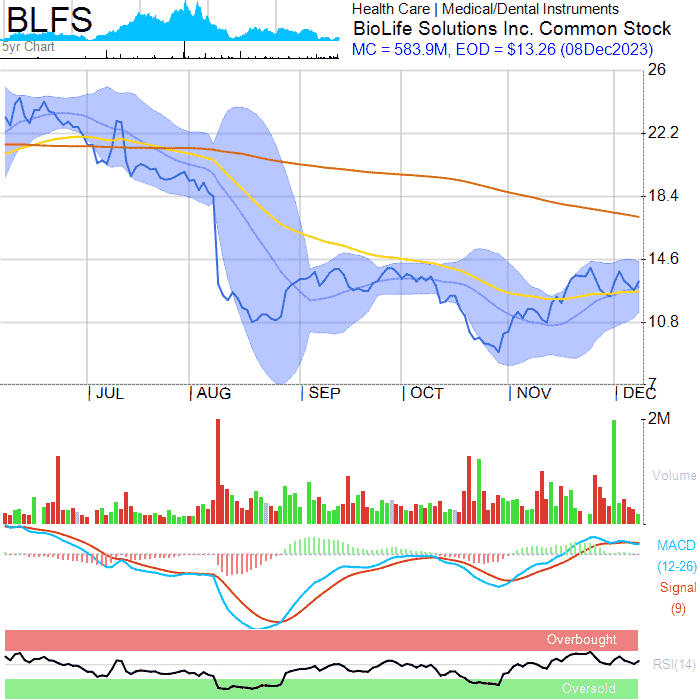 BLFS
5yr Chart
Health Care | Medical/Dental Instruments
BioLife Solutions Inc. Common Stock
MC = 583.9M, EOD = $13.26 (08Dec2023)
26
22.2
18.4
14.6
10.8
7
JUL
AUG
SEP
OCT
NOV
DEC
2M
Volume
MACD
(12-26)
Signal
(9)
Overbought
RSI(14)
Oversold